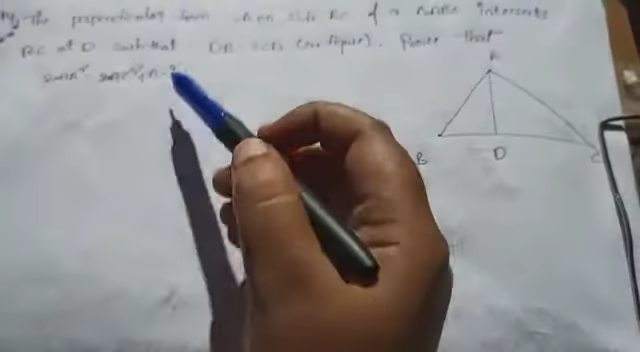 The perpendicular from A on side BC of a ΔABC intersects
BC at D such that DB = 3CD (see figure). Prove that
A
B
D
C